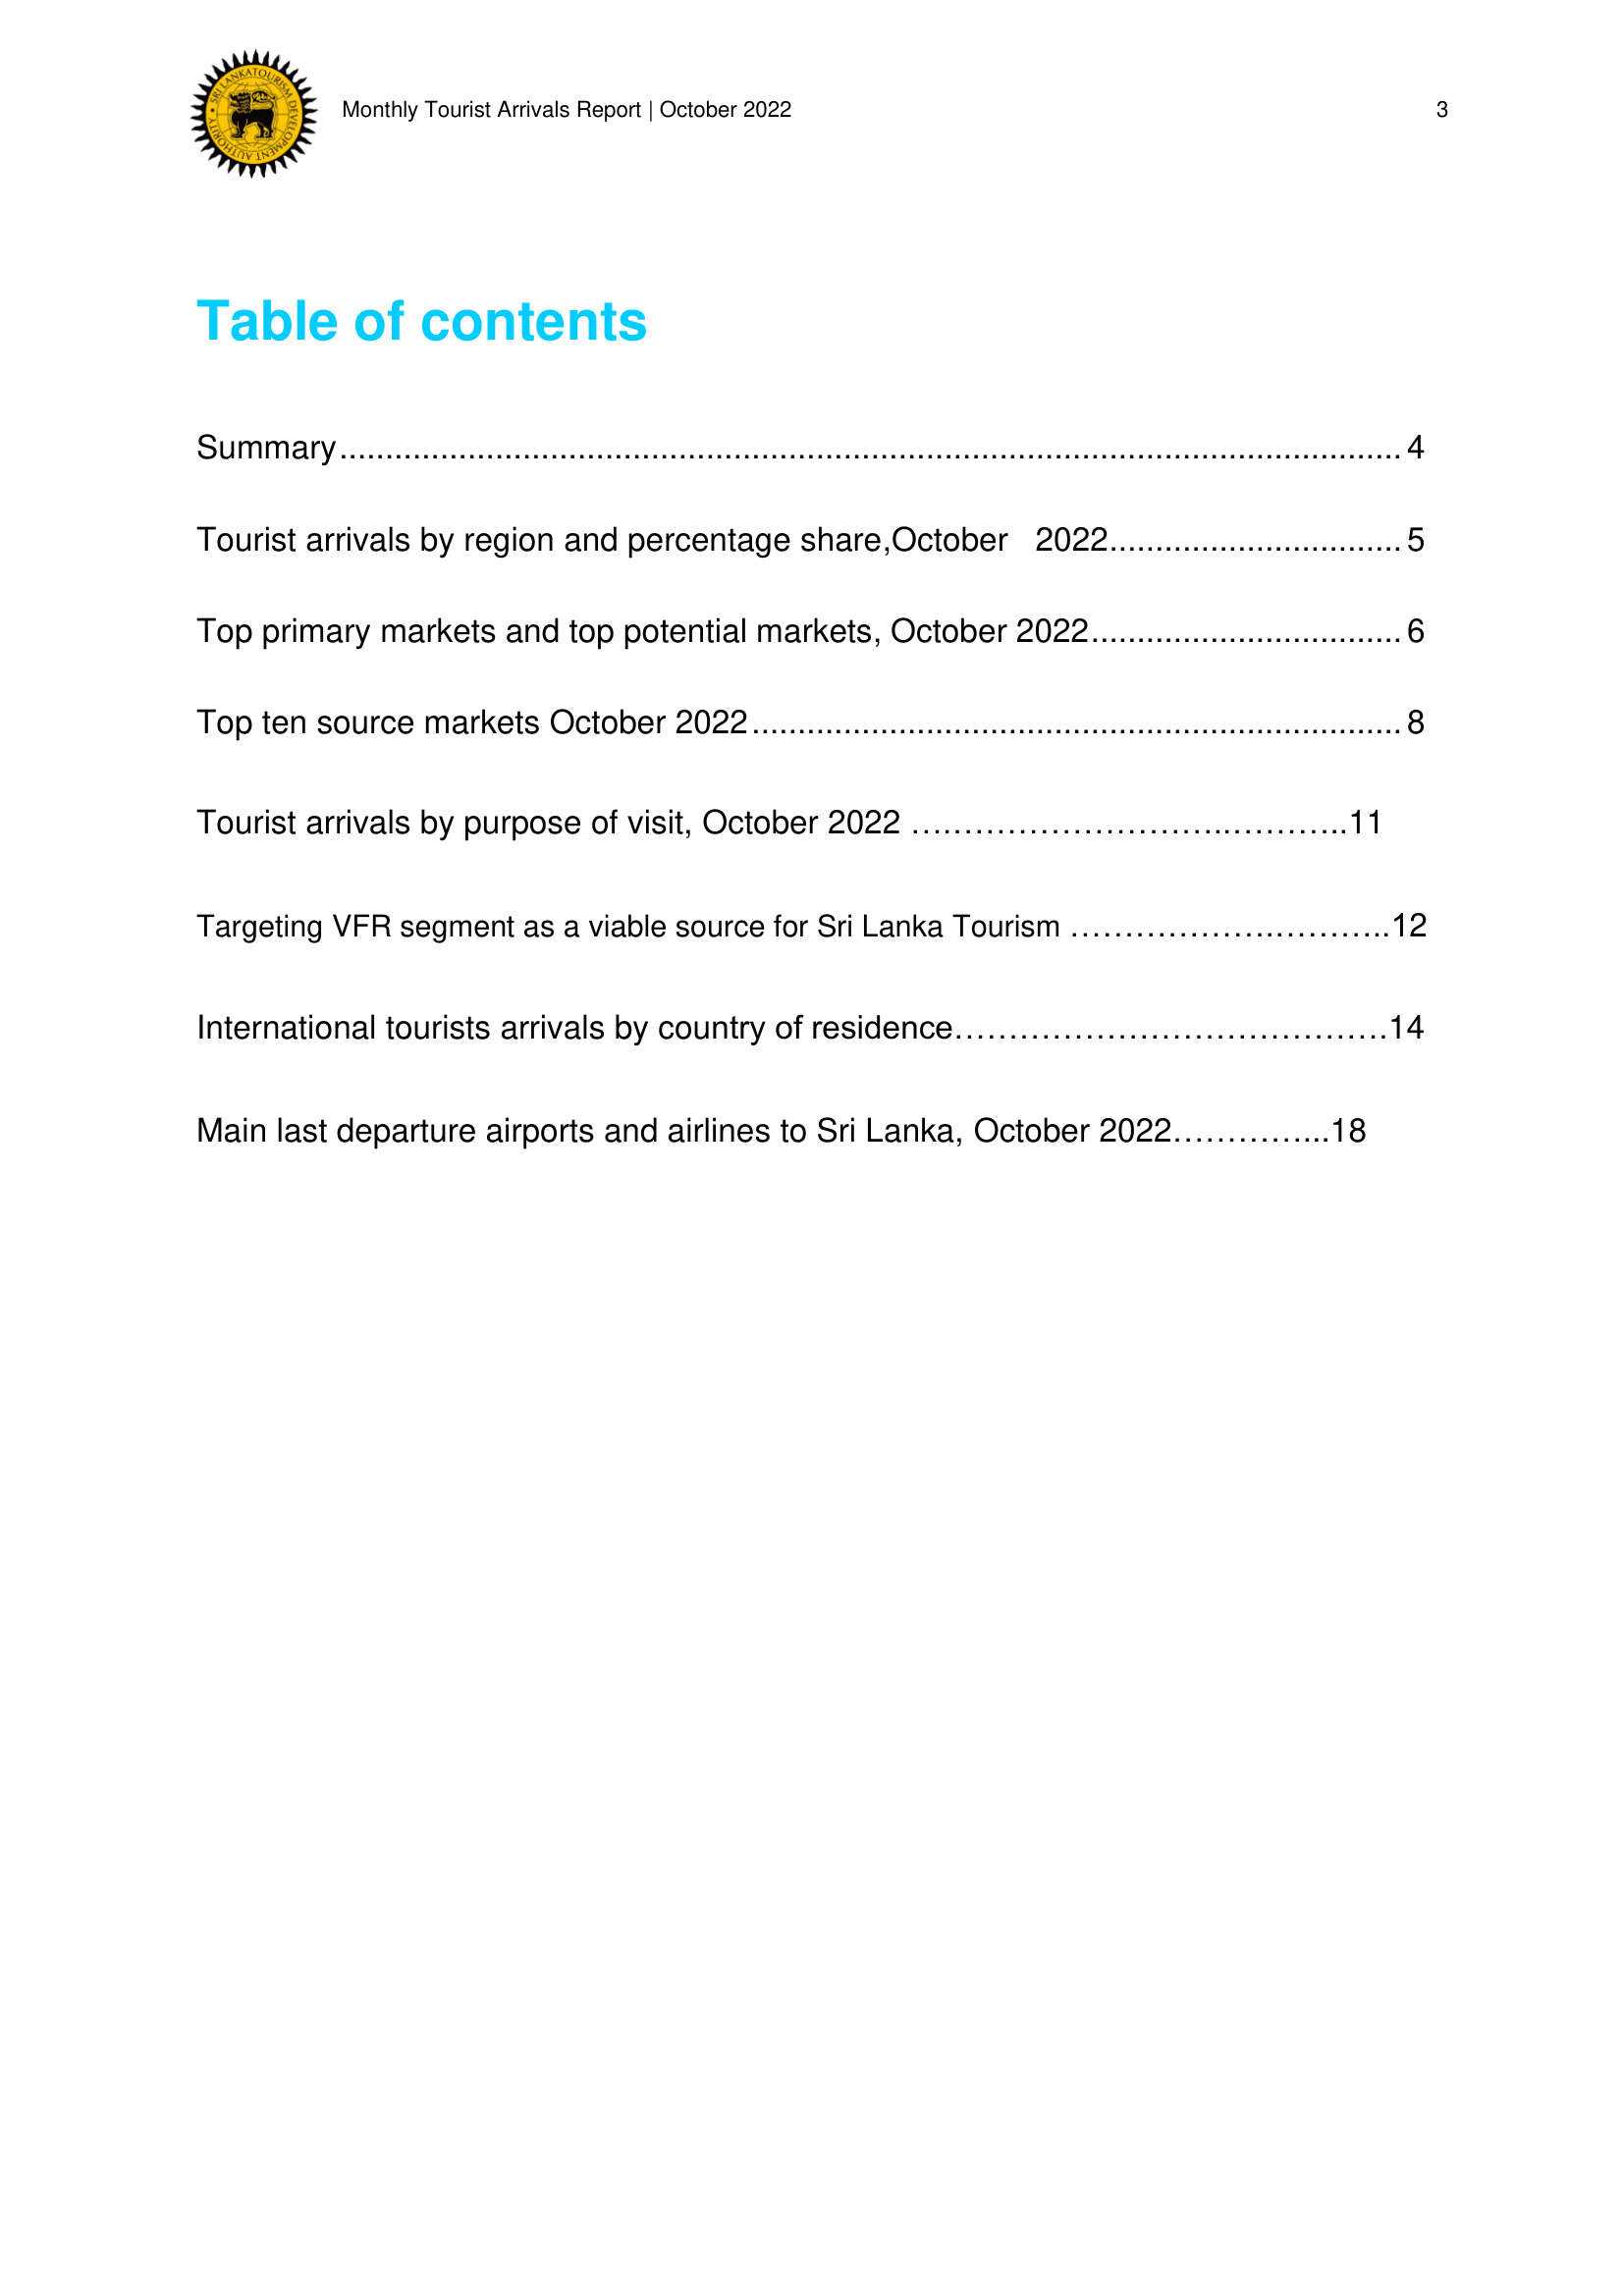 SRI LANKA TOURISM DEVELOPMENT AUTHORITY
Monthly Tourist Arrivals Report | October 2022 3
Table of contents
Summary..................................................................................................................... 4
Tourist arrivals by region and percentage share,October 2022................................ 5
Top primary markets and top potential markets, October 2022.................................. 6
Top ten source markets October 2022....................................................................... 8
Tourist arrivals by purpose of visit, October 2022 ………………………..………..11
Targeting VFR segment as a viable source for Sri Lanka Tourism ……………….………..12
International tourists arrivals by country of residence…………………………………14
Main last departure airports and airlines to Sri Lanka, October 2022…………...18